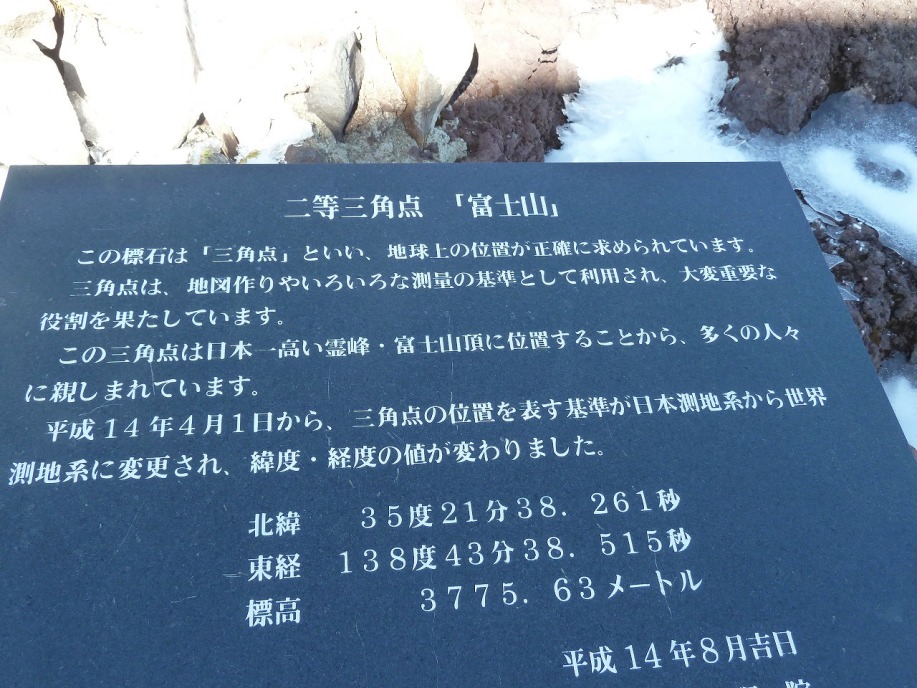 二等三角点 「富士山」
この標石は「三角点」といい、地球上の位置が正確に求められています。
三角点は、地図作りやいろいろな測量の基準として利用され、大変重要な
役割を果たしています。
この三角点は日本一高い霊峰・富士山頂に位置することから、多くの人々
に親しまれています。
平成14年4月1日から、三角点の位置を表す基準が日本測地系から世界
測地系に変更され、緯度・経度の値が変わりました。
北緯 35度21分38.261秒
東経 138度43分38.515秒
標高 3775.63メートル
平成14年8月吉日